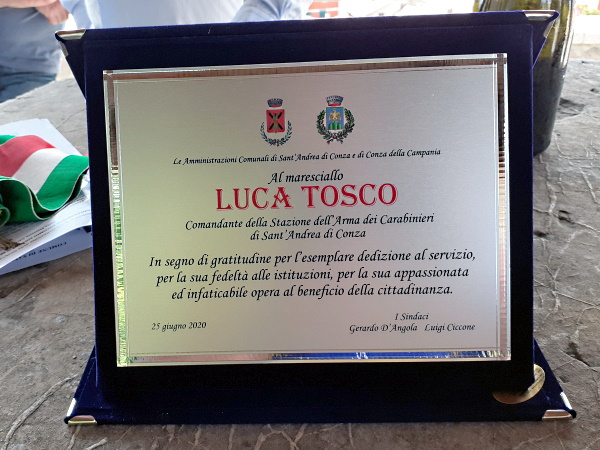 Le Amministrazioni Comunali di Sant'Andrea di Conza e di Conza della Campania
Al maresciallo
LUCA TOSCO
Comandante della Stazione dell'Arma dei Carabinieri
di Sant'Andrea di Conza
In segno di gratitudine per l'esemplare dedizione al servizio,
per la sua fedeltà alle istituzioni, per la sua appassionata
ed infaticabile opera al beneficio della cittadinanza.
25 giugno 2020
I Sindaci
Gerardo D'Angola Luigi Ciccone